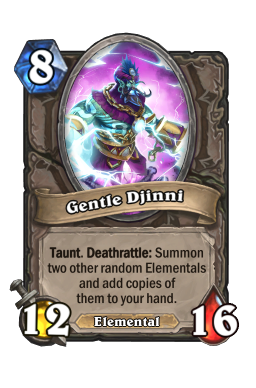 8
Gentle Djinni
Taunt. Deathrattle: Summon
two other random Elementals
and add copies of
them to your hand.
12
Elemental
16